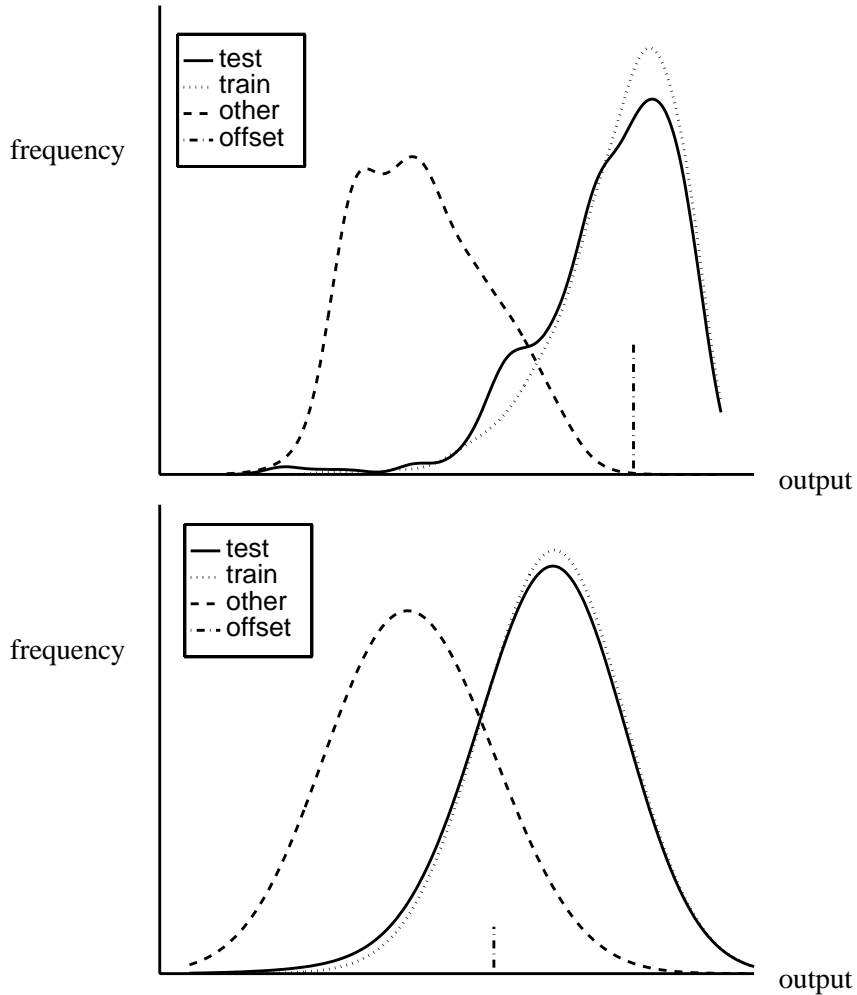 test
train
other
offset
frequency
output
test
train
other
offset
frequency
output